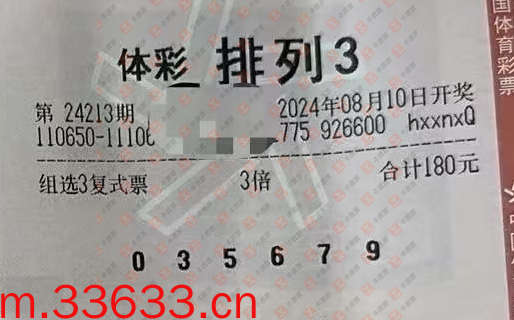 体彩 排列3
第 24213期 2024年08月10日开奖
110650-11108 775 926600 hxxnxQ
组选3复式票 3倍 合计180元
0 3 5 6 7 9
m.33633.cn
国体育彩票